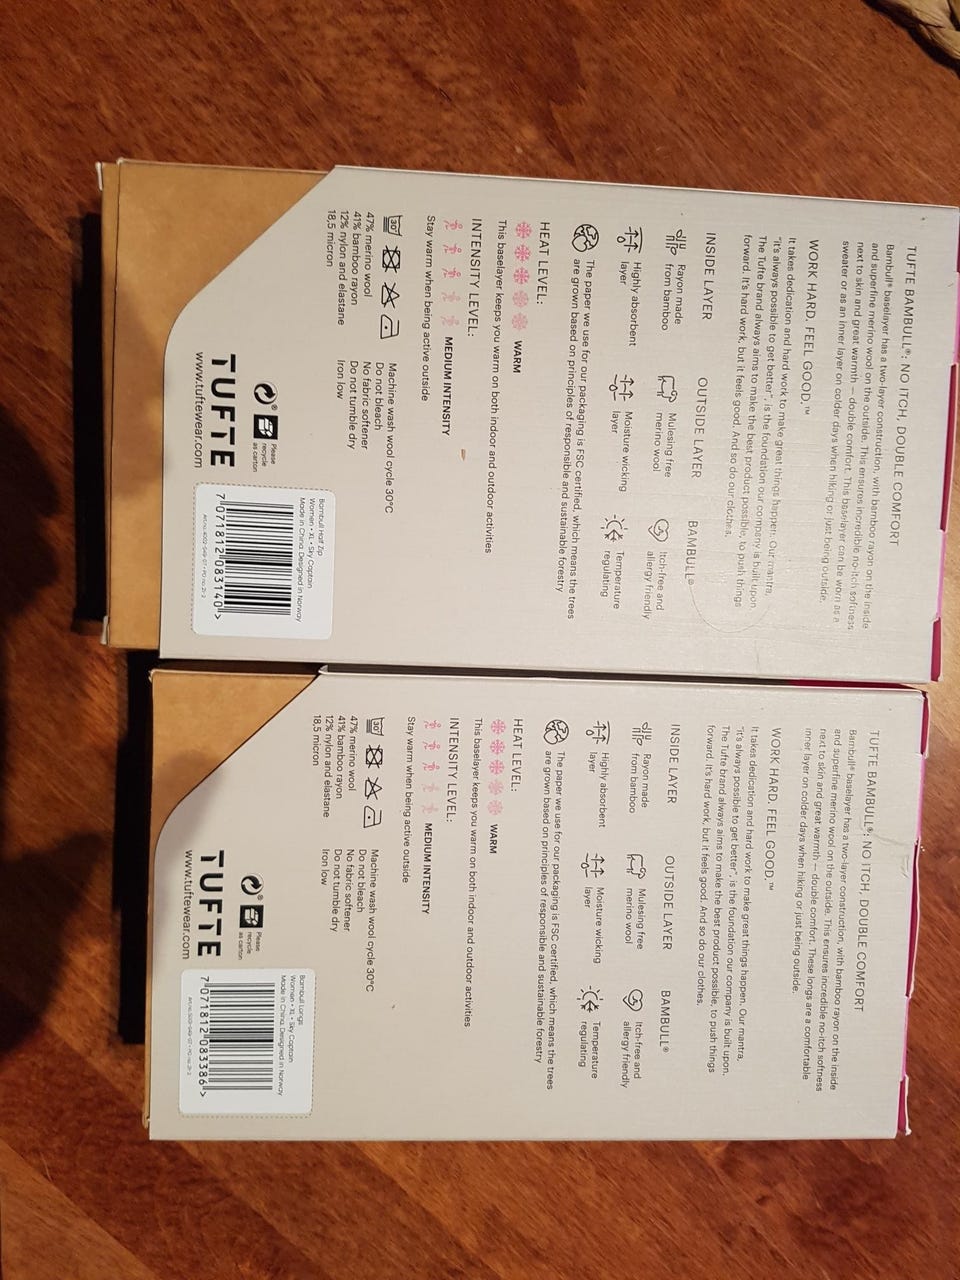 TUFTE BAMBULL®: NO ITCH, DOUBLE COMFORT
Bambull® baselayer has a two-layer construction, with bamboo rayon on the inside
and superfine merino wool on the outside. This ensures incredible no-itch softness
next to skin and great warmth – double comfort. This baselayer can be worn as a
sweater or as an inner layer on colder days when hiking or just being outside.
WORK HARD. FEEL GOOD.™
It takes dedication and hard work to make great things happen. Our mantra,
"it's always possible to get better", is the foundation our company is built upon.
The Tufte brand always aims to make the best product possible, to push things
forward. It's hard work, but it feels good. And so do our clothes.
INSIDE LAYER
OUTSIDE LAYER
BAMBULL®
Rayon made
from bamboo
Mulesing free
merino wool
Itch-free and
allergy friendly
Highly absorbent
layer
Moisture wicking
layer
Temperature
regulating
The paper we use for our packaging is FSC certified, which means the trees
are grown based on principles of responsible and sustainable forestry
HEAT LEVEL:
WARM
This baselayer keeps you warm on both indoor and outdoor activities
INTENSITY LEVEL:
MEDIUM INTENSITY
Stay warm when being active outside
30°
47% merino wool
41% bamboo rayon
12% nylon and elastane
18,5 micron
Machine wash wool cycle 30°C
Do not bleach
No fabric softener
Do not tumble dry
Iron low
Please
recycle
as carton
TUFTE
www.tuftewear.com
Bambull Half Zip
Women • XL • Sky Captain
Made in China. Designed in Norway
7 071812 083140 >
TUFTE BAMBULL®: NO ITCH, DOUBLE COMFORT
Bambull® baselayer has a two-layer construction, with bamboo rayon on the inside
and superfine merino wool on the outside. This ensures incredible no-itch softness
next to skin and great warmth – double comfort. These longs are a comfortable
inner layer on colder days when hiking or just being outside.
WORK HARD. FEEL GOOD.™
It takes dedication and hard work to make great things happen. Our mantra,
"it's always possible to get better", is the foundation our company is built upon.
The Tufte brand always aims to make the best product possible, to push things
forward. It's hard work, but it feels good. And so do our clothes.
INSIDE LAYER
OUTSIDE LAYER
BAMBULL®
Rayon made
from bamboo
Mulesing free
merino wool
Itch-free and
allergy friendly
Highly absorbent
layer
Moisture wicking
layer
Temperature
regulating
The paper we use for our packaging is FSC certified, which means the trees
are grown based on principles of responsible and sustainable forestry
HEAT LEVEL:
WARM
This baselayer keeps you warm on both indoor and outdoor activities
INTENSITY LEVEL:
MEDIUM INTENSITY
Stay warm when being active outside
30°
47% merino wool
41% bamboo rayon
12% nylon and elastane
18,5 micron
Machine wash wool cycle 30°C
Do not bleach
No fabric softener
Do not tumble dry
Iron low
Please
recycle
as carton
TUFTE
www.tuftewear.com
Bambull Longs
Women • XL • Sky Captain
Made in China. Designed in Norway
7 071812 083386 >